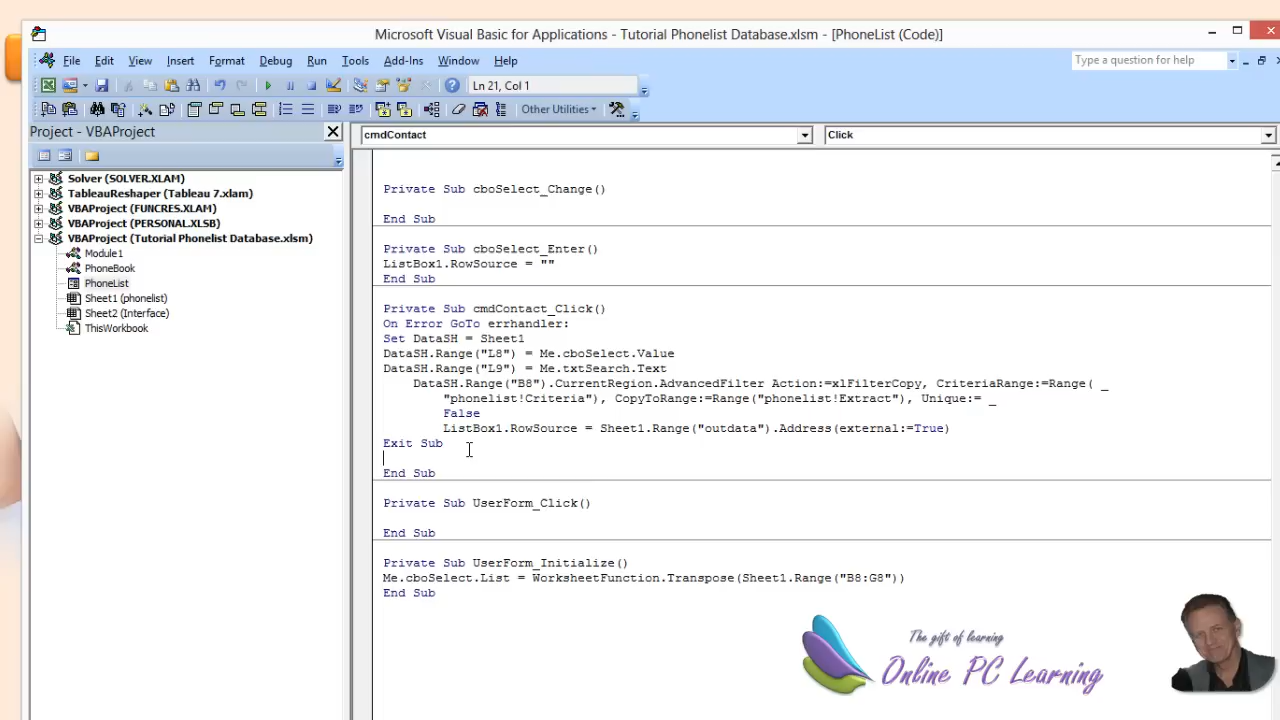 Microsoft Visual Basic for Applications - Tutorial Phonelist Database.xlsm - [PhoneList (Code)]
File Edit View Insert Format Debug Run Tools Add-Ins Window Help
Type a question for help
Ln 21, Col 1
Other Utilities
Project - VBAProject
cmdContact
Click
Solver (SOLVER.XLAM)
TableauReshaper (Tableau 7.xlam)
VBAProject (FUNCRES.XLAM)
VBAProject (PERSONAL.XLSB)
VBAProject (Tutorial Phonelist Database.xlsm)
Module1
PhoneBook
PhoneList
Sheet1 (phonelist)
Sheet2 (Interface)
ThisWorkbook
Private Sub cboSelect_Change()
End Sub
Private Sub cboSelect_Enter()
ListBox1.RowSource = ""
End Sub
Private Sub cmdContact_Click()
On Error GoTo errhandler:
Set DataSH = Sheet1
DataSH.Range("L8") = Me.cboSelect.Value
DataSH.Range("L9") = Me.txtSearch.Text
DataSH.Range("B8").CurrentRegion.AdvancedFilter Action:=xlFilterCopy, CriteriaRange:=Range( _
"phonelist!Criteria"), CopyToRange:=Range("phonelist!Extract"), Unique:= _
False
ListBox1.RowSource = Sheet1.Range("outdata").Address(external:=True)
Exit Sub
End Sub
Private Sub UserForm_Click()
End Sub
Private Sub UserForm_Initialize()
Me.cboSelect.List = WorksheetFunction.Transpose(Sheet1.Range("B8:G8"))
End Sub
The gift of learning
Online PC Learning